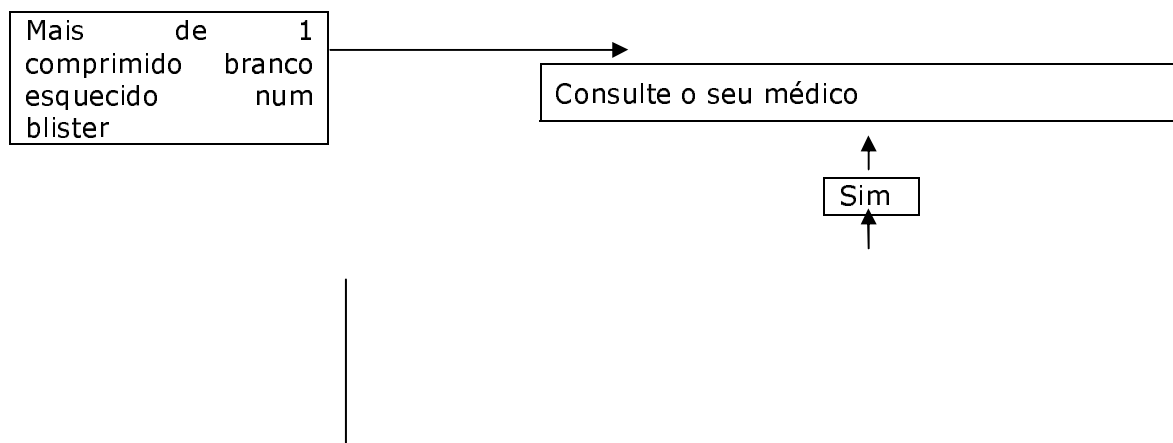 Mais de 1
comprimido branco
esquecido num
blister
Consulte o seu médico
Sim